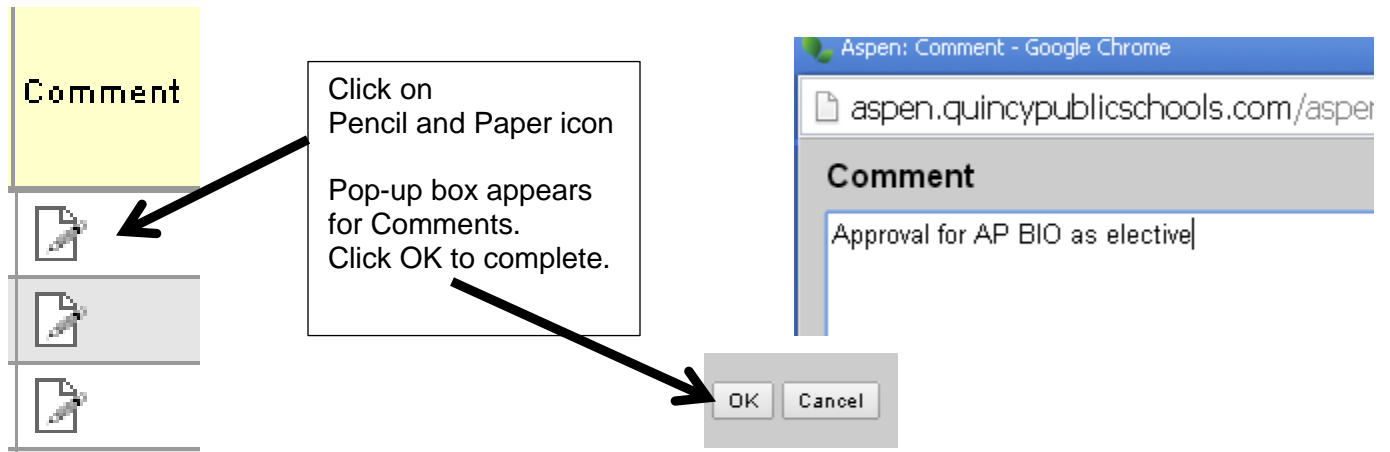 Comment
Click on
Pencil and Paper icon
Pop-up box appears
for Comments.
Click OK to complete.
Aspen: Comment - Google Chrome
aspen.quincypublicschools.com/aspen
Comment
Approval for AP BIO as elective
OK
Cancel